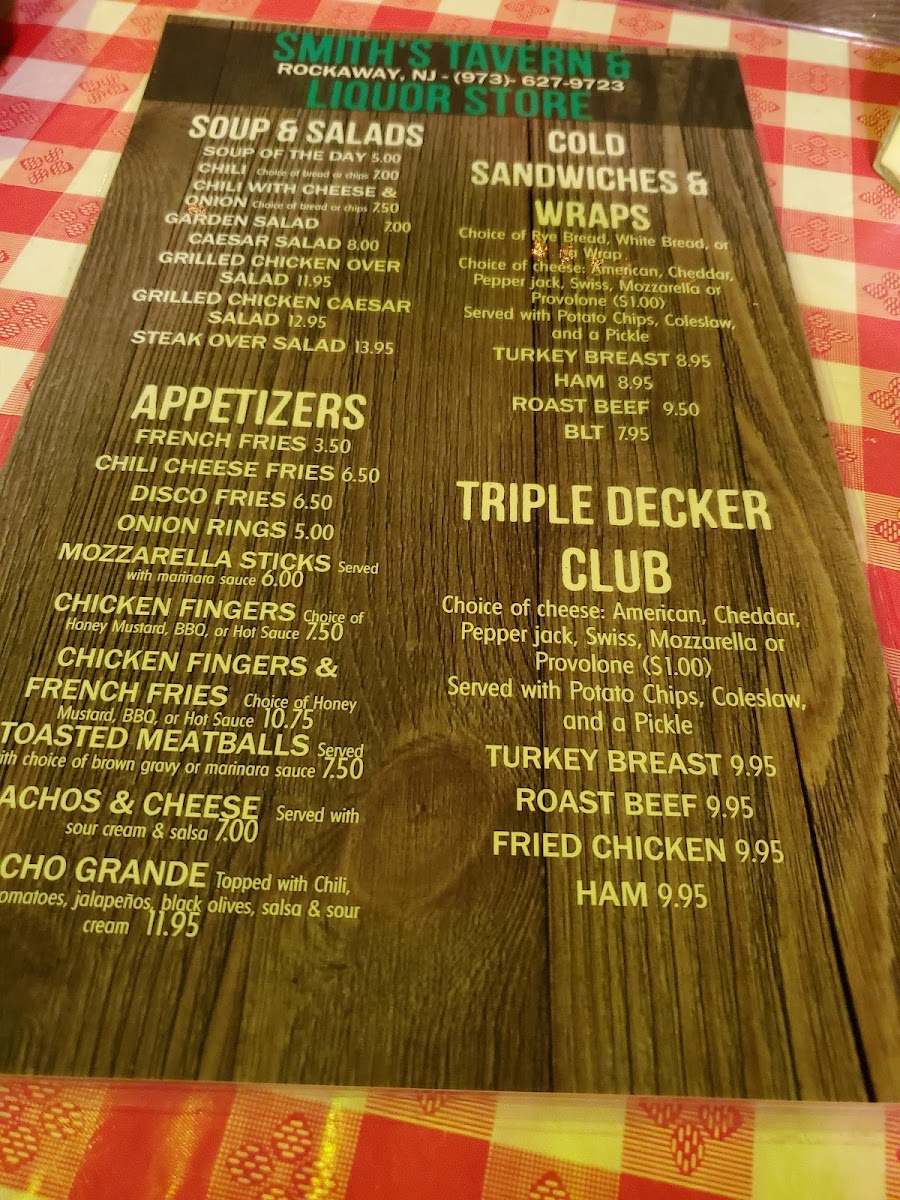 SMITH'S TAVERN &
ROCKAWAY, NJ - (973)- 627-9723
LIQUOR STORE
SOUP & SALADS
SOUP OF THE DAY 5.00
CHILI Choice of bread or chips 7.00
CHILI WITH CHEESE &
ONION Choice of bread or chips 7.50
GARDEN SALAD 7.00
CAESAR SALAD 8.00
GRILLED CHICKEN OVER
SALAD 11.95
GRILLED CHICKEN CAESAR
SALAD 12.95
STEAK OVER SALAD 13.95
APPETIZERS
FRENCH FRIES 3.50
CHILI CHEESE FRIES 6.50
DISCO FRIES 6.50
ONION RINGS 5.00
MOZZARELLA STICKS Served
with marinara sauce 6.00
CHICKEN FINGERS Choice of
Honey Mustard, BBQ, or Hot Sauce 7.50
CHICKEN FINGERS &
FRENCH FRIES Choice of Honey
Mustard, BBQ, or Hot Sauce 10.75
TOASTED MEATBALLS Served
ith choice of brown gravy or marinara sauce 7.50
ACHOS & CHEESE Served with
sour cream & salsa 7.00
CHO GRANDE Topped with Chili,
omatoes, jalapeños, black olives, salsa & sour
cream 11.95
COLD
SANDWICHES &
WRAPS
Choice of Rye Bread, White Bread, or
a Wrap
Choice of cheese: American, Cheddar,
Pepper jack, Swiss, Mozzarella or
Provolone ($1.00)
Served with Potato Chips, Coleslaw,
and a Pickle
TURKEY BREAST 8.95
HAM 8.95
ROAST BEEF 9.50
BLT 7.95
TRIPLE DECKER
CLUB
Choice of cheese: American, Cheddar,
Pepper jack, Swiss, Mozzarella or
Provolone ($1.00)
Served with Potato Chips, Coleslaw,
and a Pickle
TURKEY BREAST 9.95
ROAST BEEF 9.95
FRIED CHICKEN 9.95
HAM 9.95